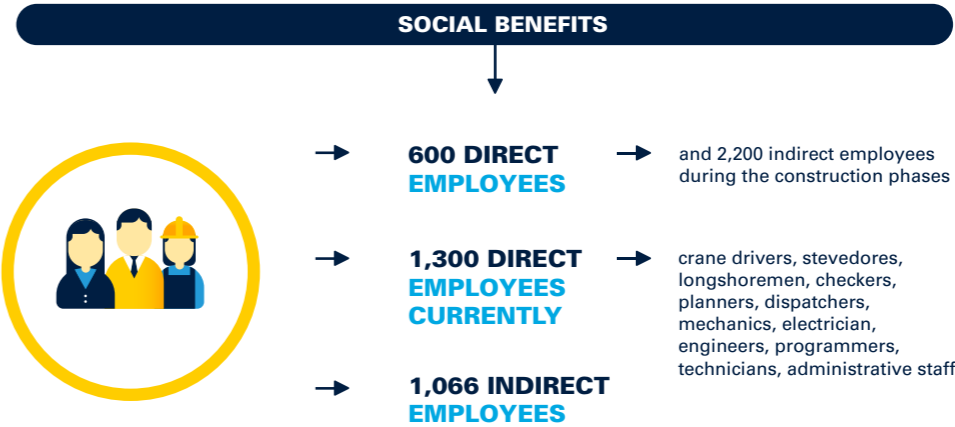 SOCIAL BENEFITS
600 DIRECT
EMPLOYEES
and 2,200 indirect employees
during the construction phases
1,300 DIRECT
EMPLOYEES
CURRENTLY
crane drivers, stevedores,
longshoremen, checkers,
planners, dispatchers,
mechanics, electrician,
engineers, programmers,
technicians, administrative staff
1,066 INDIRECT
EMPLOYEES